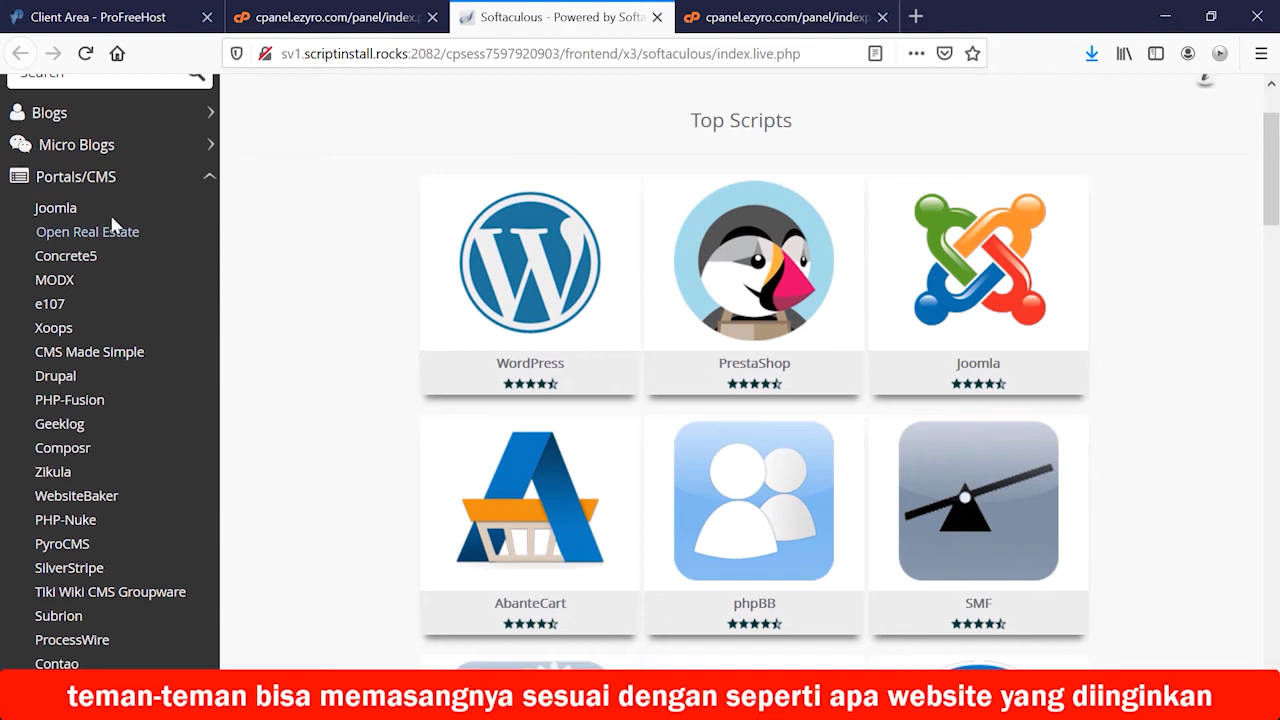 Client Area - ProFreeHost
cpanel.ezyro.com/panel/index.
Softaculous - Powered by Softa
cpanel.ezyro.com/panel/indexp
sv1.scriptinstall.rocks:2082/cpsess7597920903/frontend/x3/softaculous/index.live.php
Search
Blogs
Micro Blogs
Portals/CMS
Joomla
Open Real Estate
Concrete5
MODX
e107
Xoops
CMS Made Simple
Drupal
PHP-Fusion
Geeklog
Composr
Zikula
WebsiteBaker
PHP-Nuke
PyroCMS
SilverStripe
Tiki Wiki CMS Groupware
Subrion
ProcessWire
Contao
Top Scripts
WordPress
PrestaShop
Joomla
AbanteCart
phpBB
SMF
teman-teman bisa memasangnya sesuai dengan seperti apa website yang diinginkan